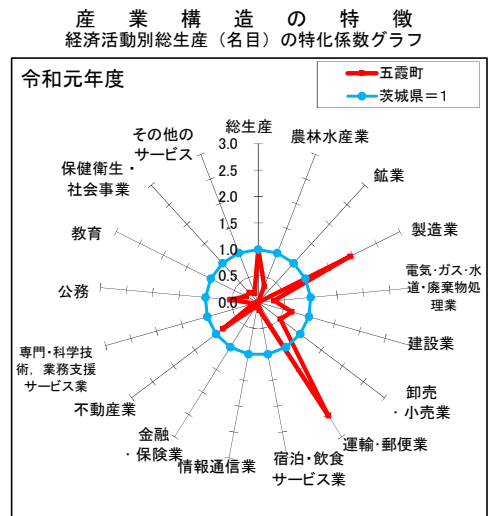 産業構造の特徴
経済活動別総生産（名目）の特化係数グラフ
令和元年度
五霞町
茨城県＝1
総生産
3.0
2.5
2.0
1.5
1.0
0.5
0.0
農林水産業
鉱業
製造業
電気・ガス・水
道・廃棄物処
理業
建設業
卸売
・小売業
運輸・郵便業
宿泊・飲食
サービス業
情報通信業
金融
・保険業
不動産業
専門・科学技
術，業務支援
サービス業
公務
教育
保健衛生・
社会事業
その他の
サービス